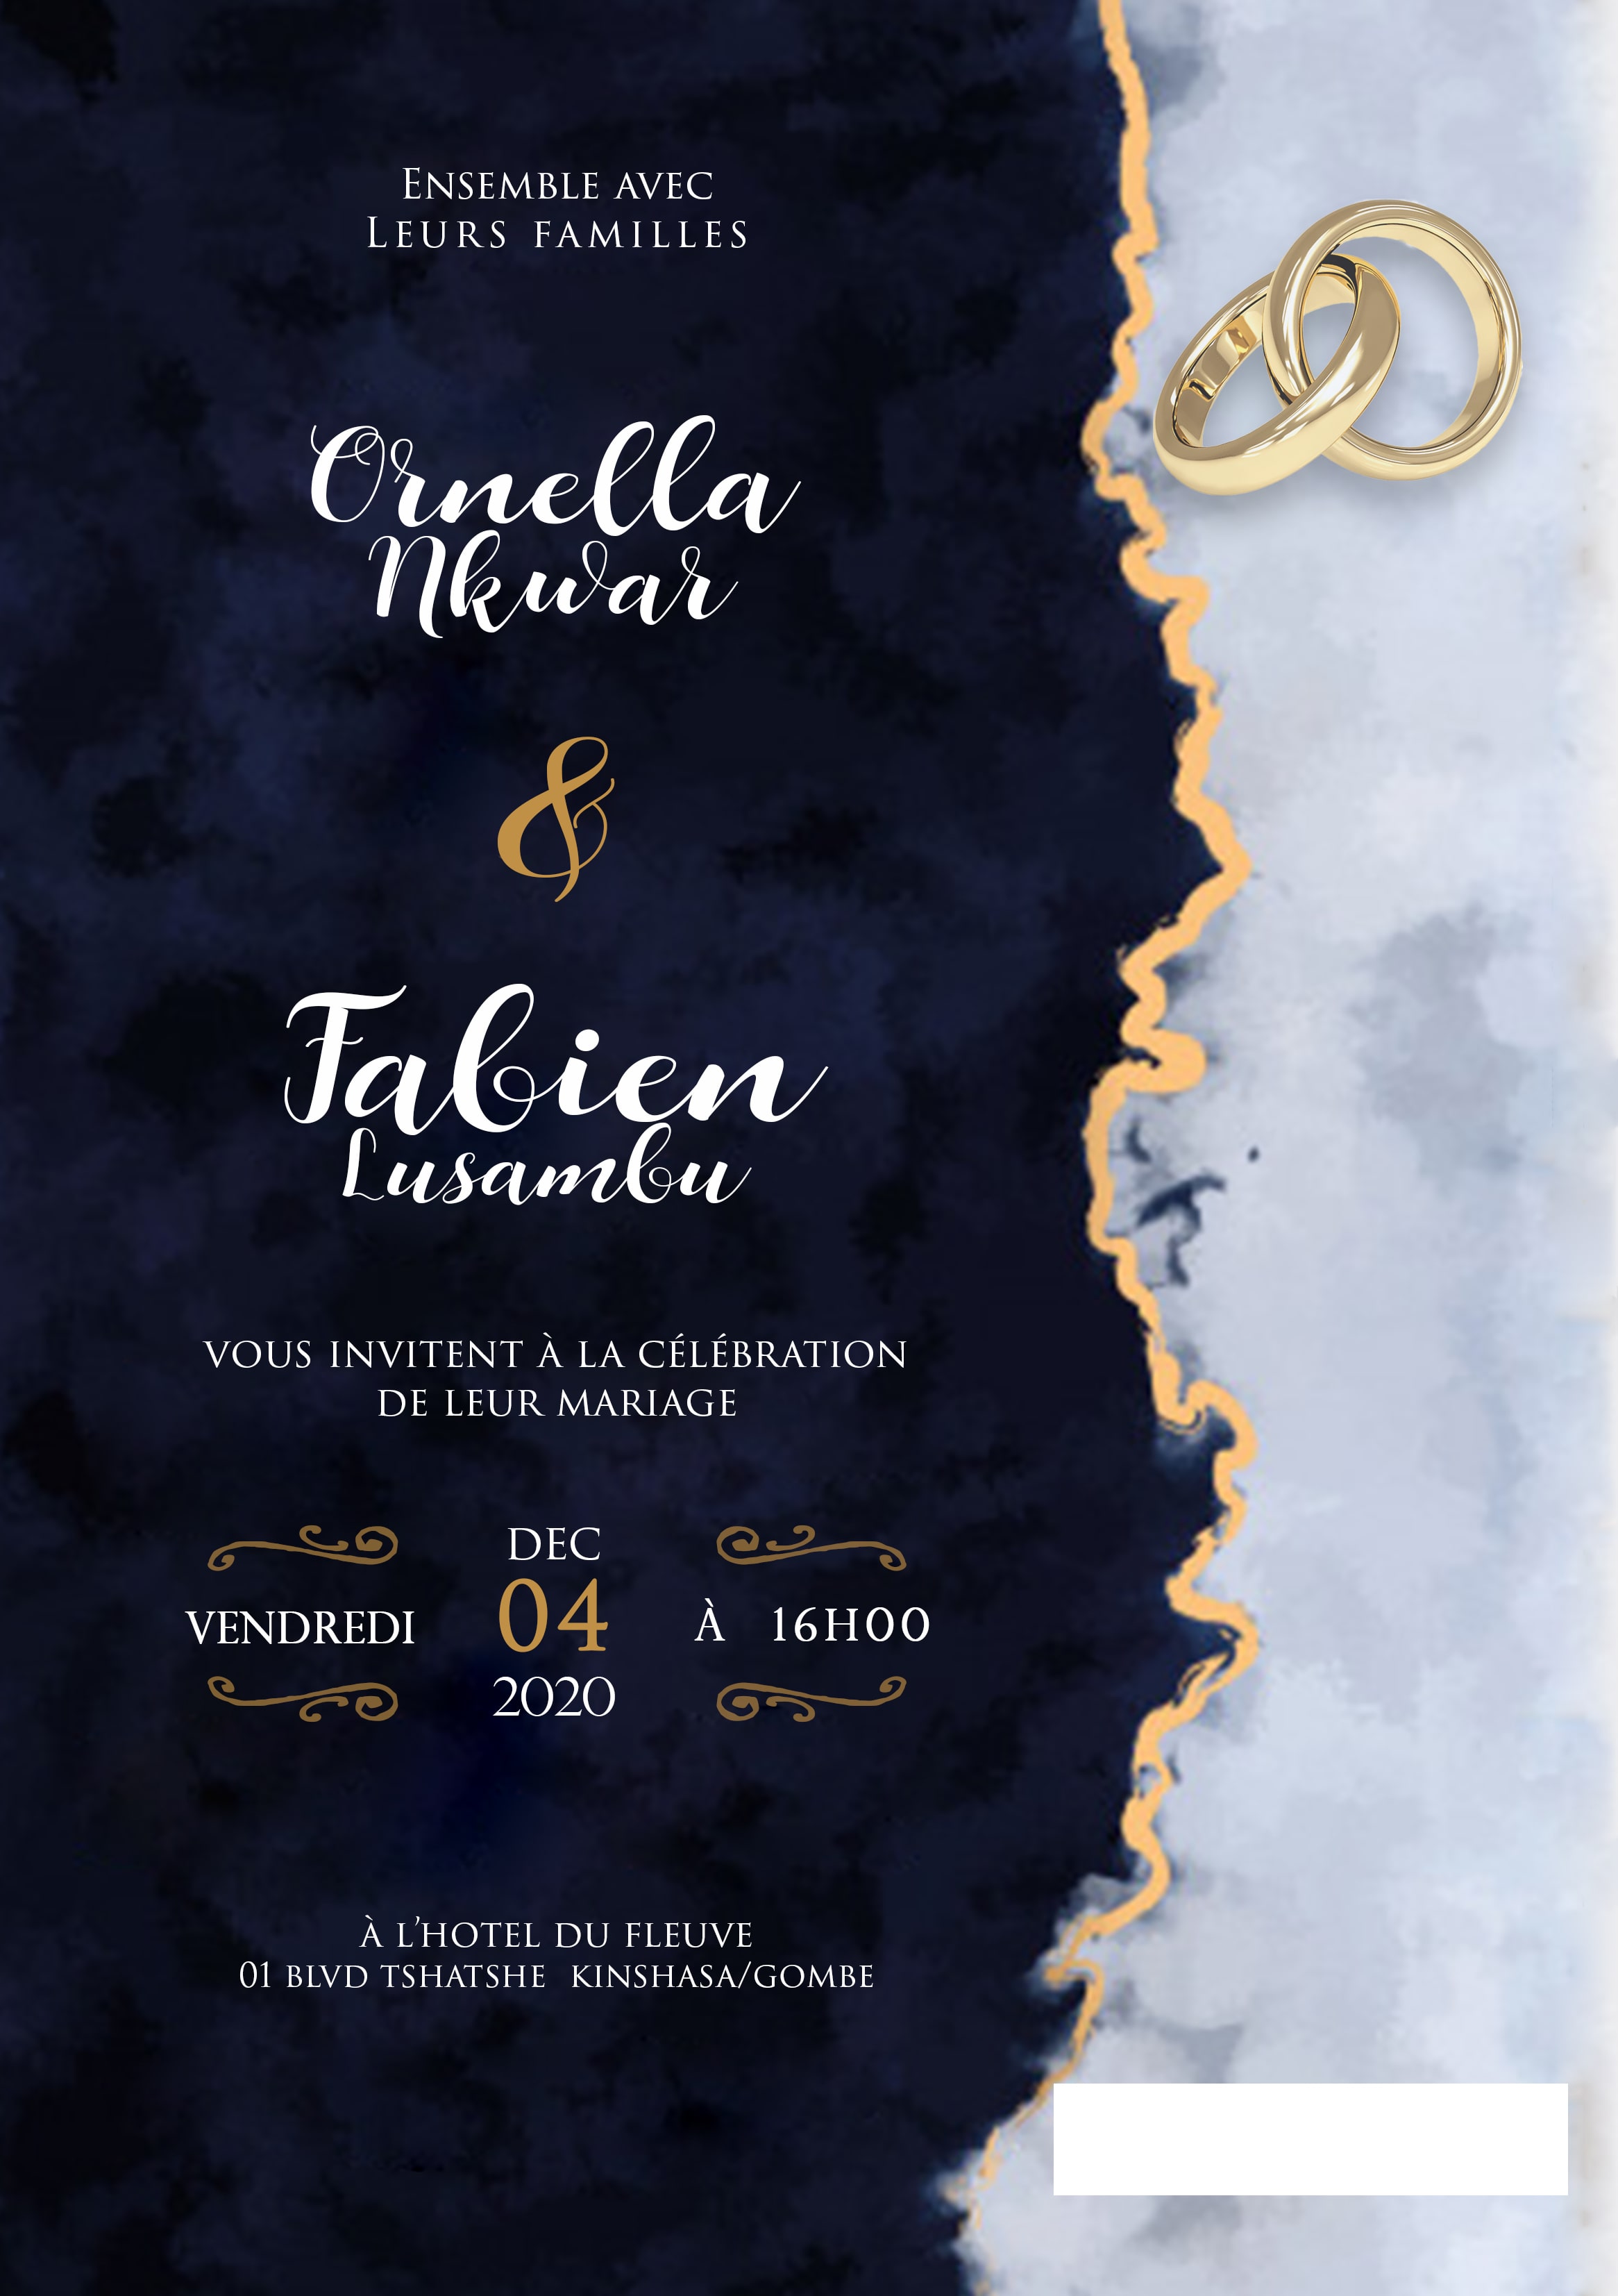 Ensemble avec
Leurs familles
Ornella
Nkwar
&
Fabien
Lusambu
vous invitent à la célébration
de leur mariage
DEC
VENDREDI 04 À 16H00
2020
à l'hotel du fleuve
01 blvd tshatshe kinshasa/gombe